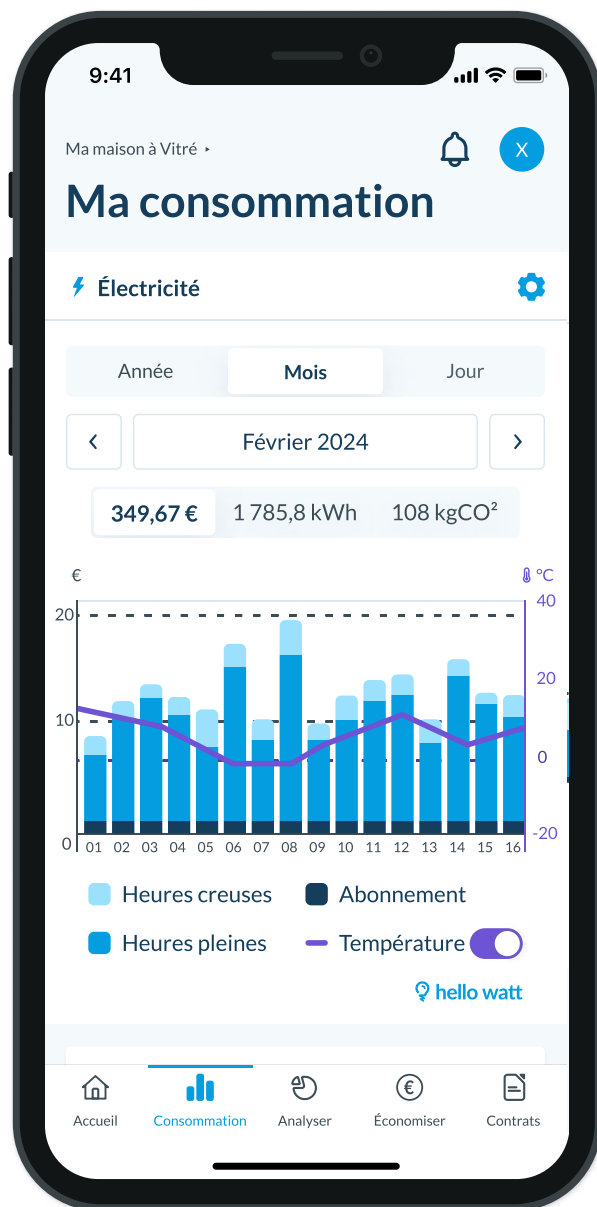 9:41
Ma maison à Vitré
X
Ma consommation
Électricité
Année Mois Jour
Février 2024
349,67 € 1 785,8 kWh 108 kgCO²
€ °C
40
20
20
10
0
0 -20
01 02 03 04 05 06 07 08 09 10 11 12 13 14 15 16
Heures creuses Abonnement
Heures pleines Température
hello watt
€
Accueil Consommation Analyser Économiser Contrats